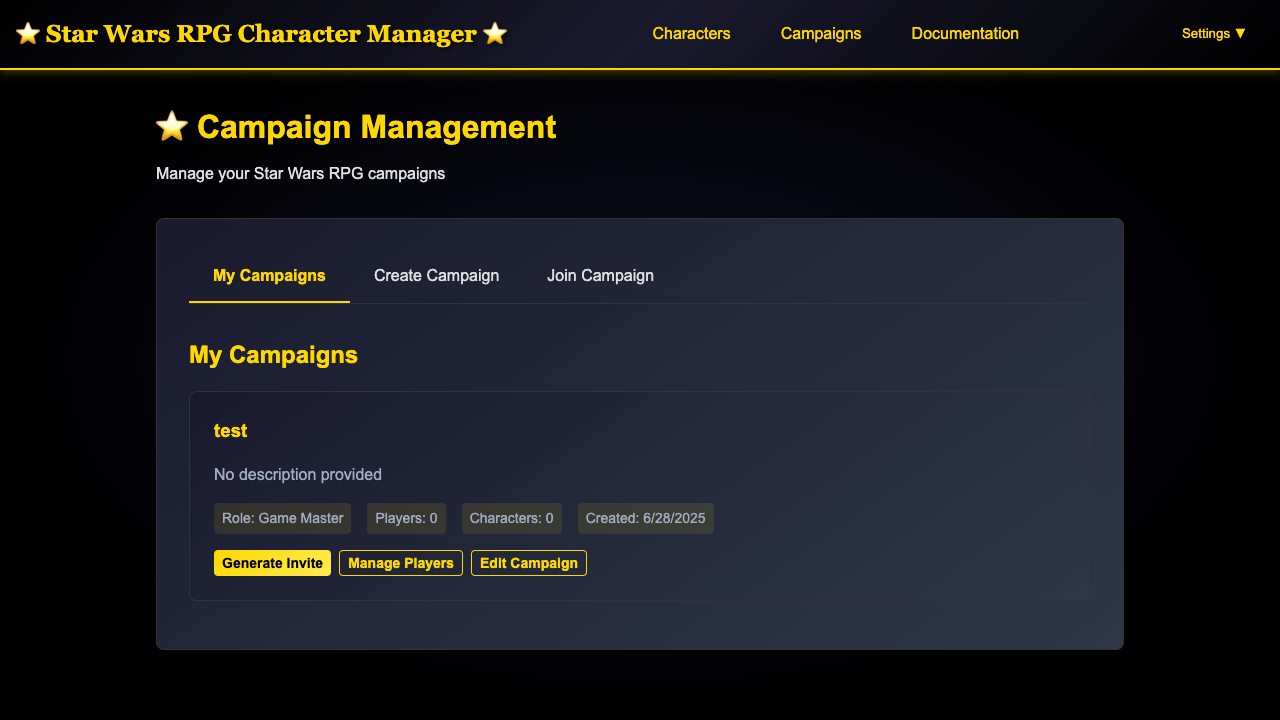 ⭐ Star Wars RPG Character Manager ⭐
Characters
Campaigns
Documentation
Settings ▼
⭐ Campaign Management
Manage your Star Wars RPG campaigns
My Campaigns
Create Campaign
Join Campaign
My Campaigns
test
No description provided
Role: Game Master
Players: 0
Characters: 0
Created: 6/28/2025
Generate Invite
Manage Players
Edit Campaign